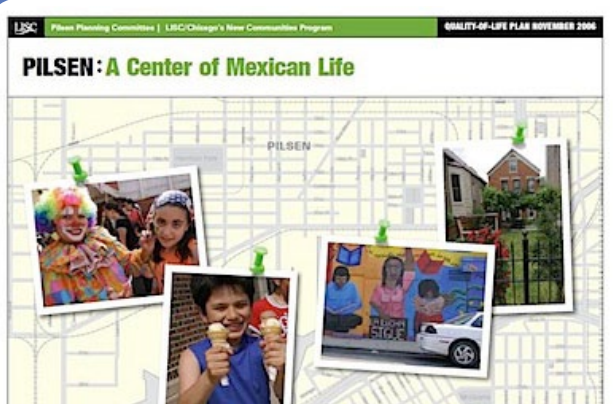 LISC
Pilsen Planning Committee | LISC/Chicago's New Communities Program
QUALITY-OF-LIFE PLAN NOVEMBER 2006
PILSEN: A Center of Mexican Life
PILSEN
SIGUE